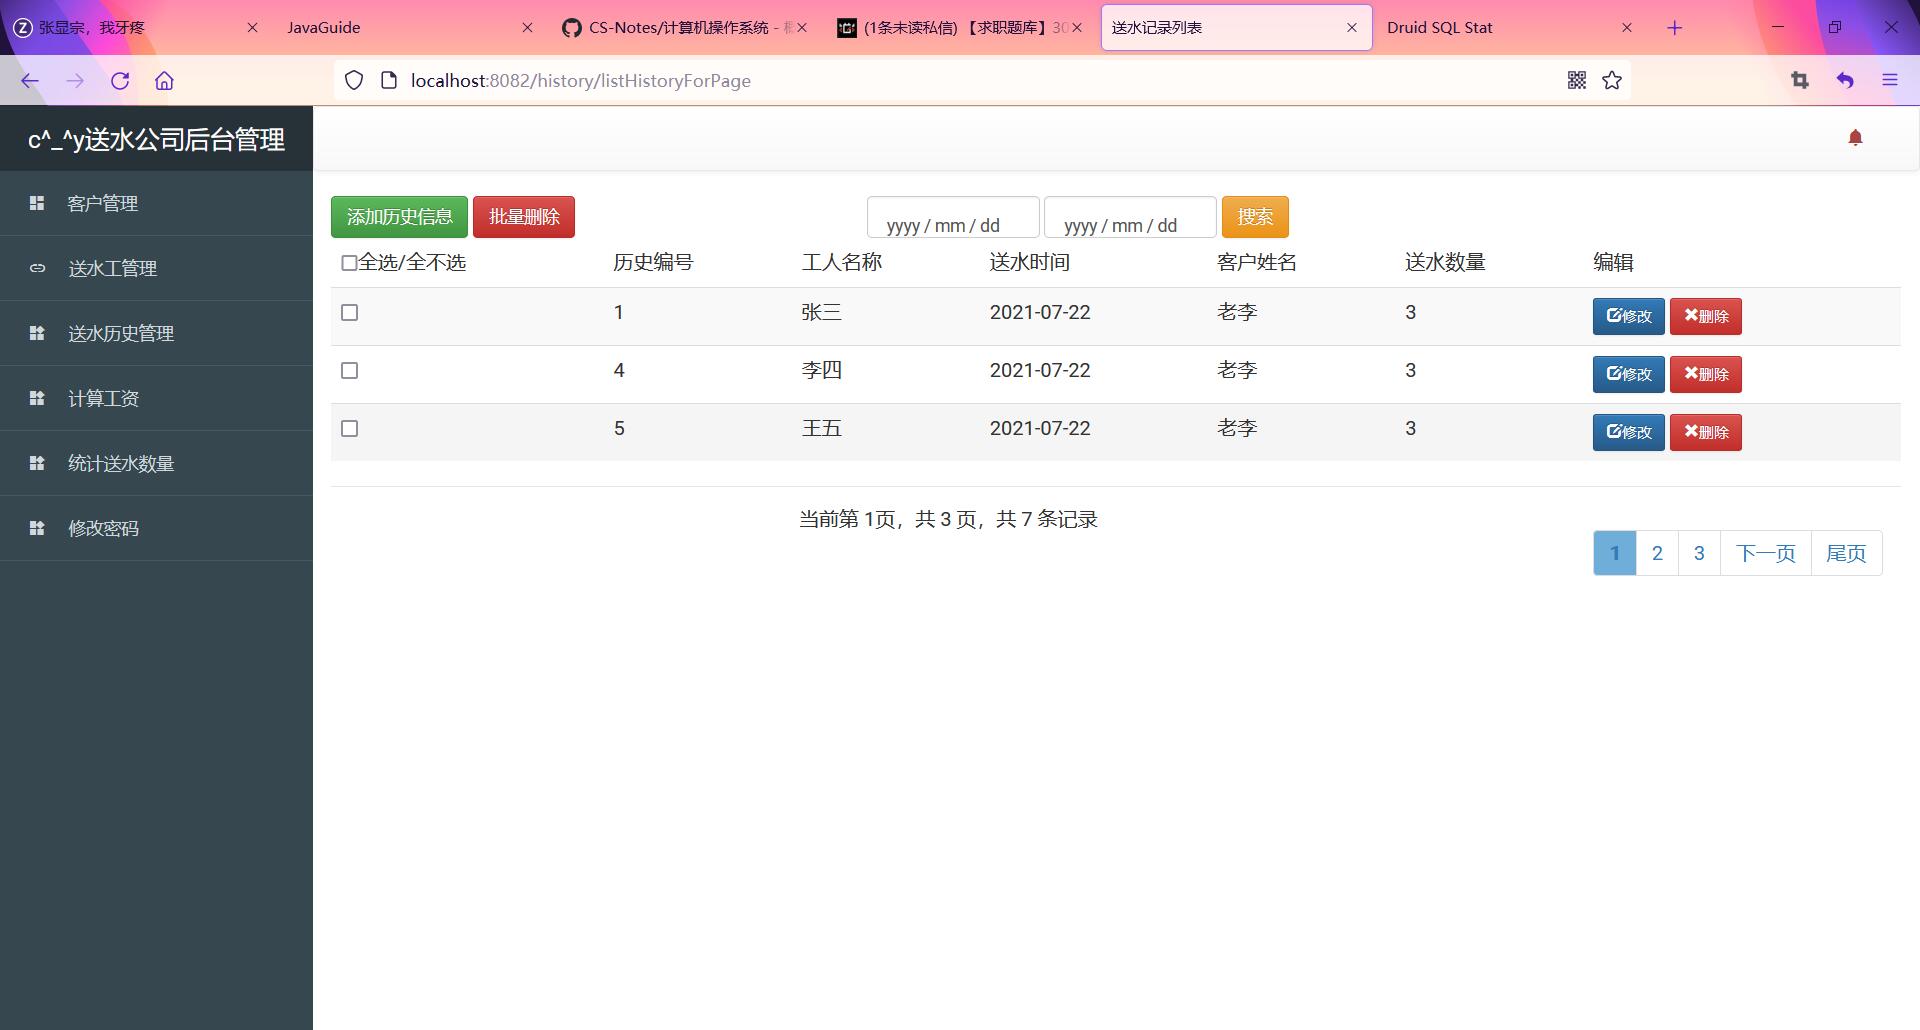 张显宗，我牙疼
JavaGuide
CS-Notes/计算机操作系统 -
(1条未读私信) 【求职题库】30
送水记录列表
Druid SQL Stat
localhost:8082/history/listHistoryForPage
c^_^y送水公司后台管理
客户管理
送水工管理
送水历史管理
计算工资
统计送水数量
修改密码
添加历史信息 批量删除 yyyy / mm / dd yyyy / mm / dd 搜索
全选/全不选 历史编号 工人名称 送水时间 客户姓名 送水数量 编辑
1 张三 2021-07-22 老李 3 修改 删除
4 李四 2021-07-22 老李 3 修改 删除
5 王五 2021-07-22 老李 3 修改 删除
当前第 1页，共 3 页，共 7 条记录
1 2 3 下一页 尾页